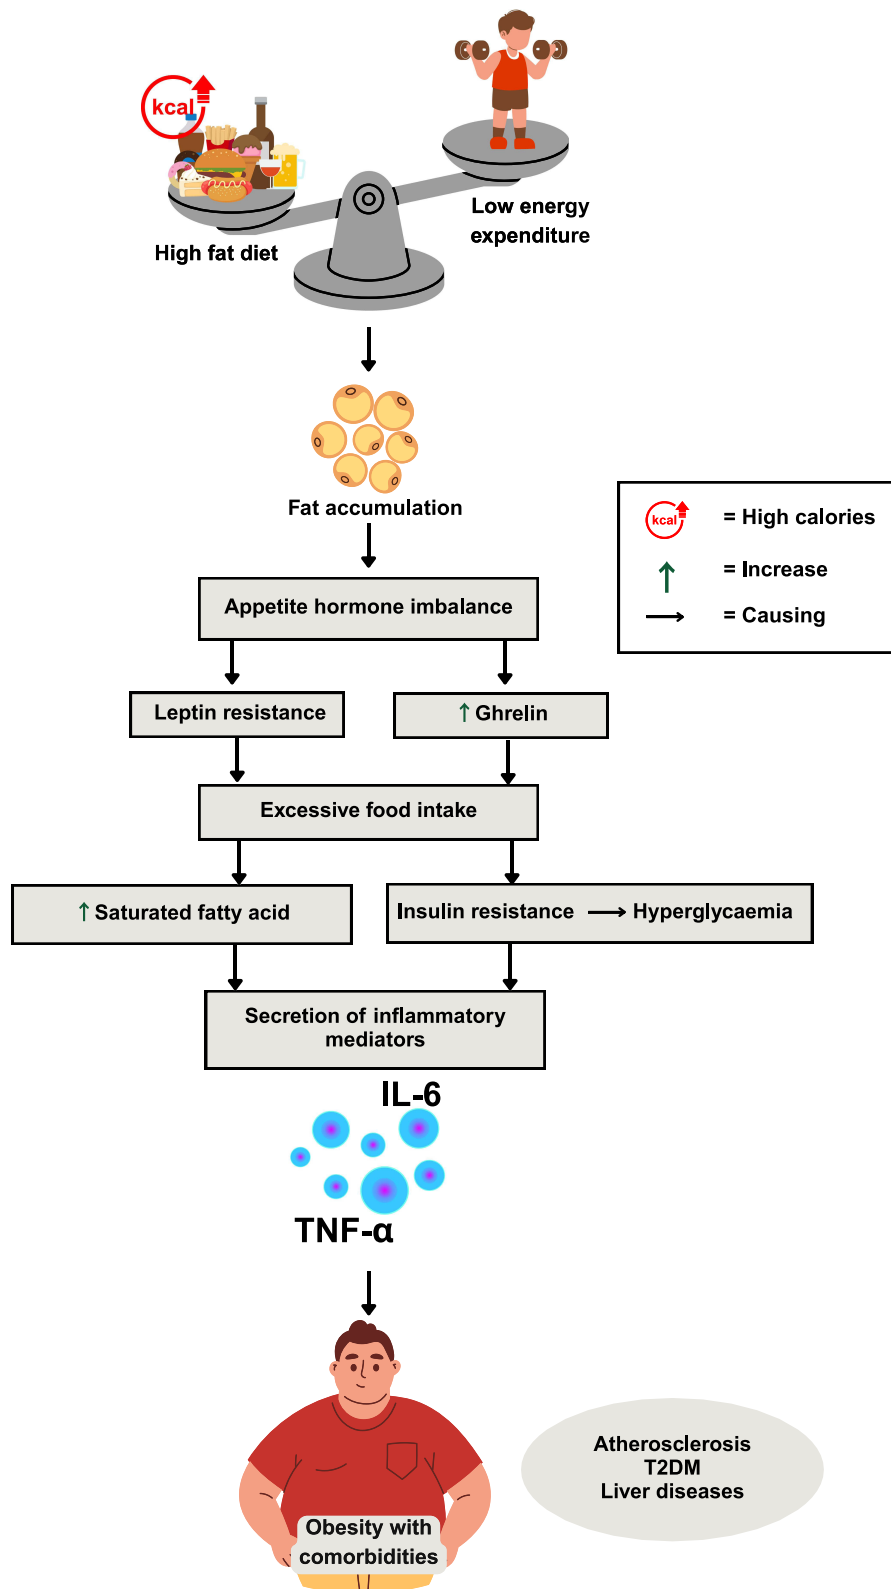 kcal
Low energy
expenditure
High fat diet
Fat accumulation
kcal = High calories
↑ = Increase
→ = Causing
Appetite hormone imbalance
Leptin resistance
↑ Ghrelin
Excessive food intake
↑ Saturated fatty acid
Insulin resistance → Hyperglycaemia
Secretion of inflammatory
mediators
IL-6
TNF-α
Atherosclerosis
T2DM
Liver diseases
Obesity with
comorbidities